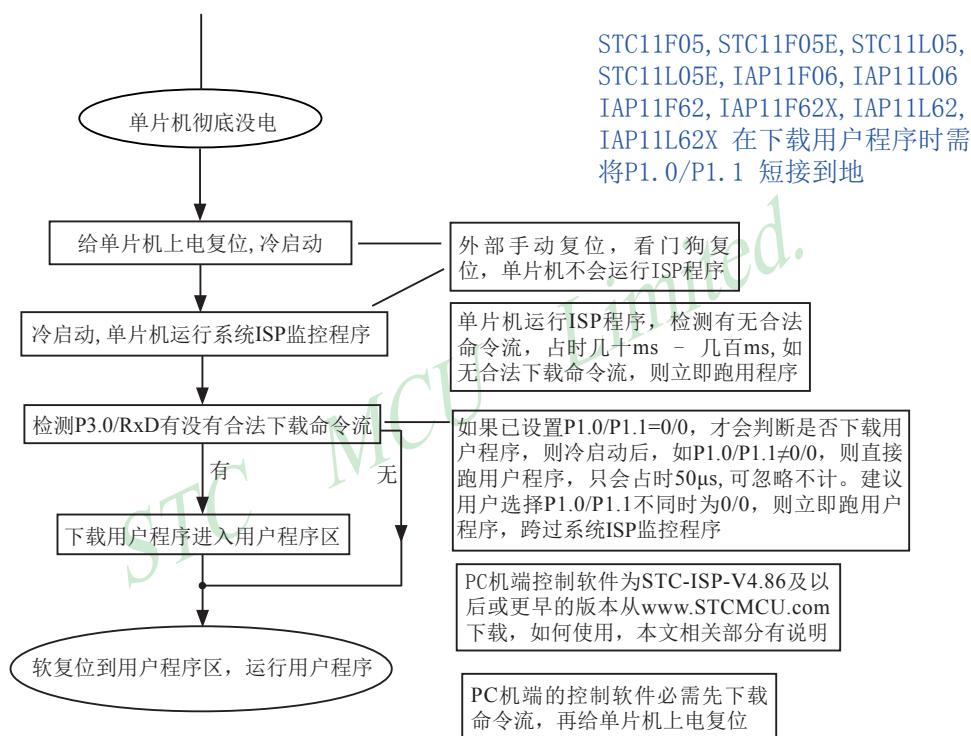 STC11F05,STC11F05E,STC11L05,
STC11L05E,IAP11F06,IAP11L06
IAP11F62,IAP11F62X,IAP11L62,
IAP11L62X 在下载用户程序时需
将P1.0/P1.1 短接到地
单片机彻底没电
给单片机上电复位,冷启动
外部手动复位，看门狗复
位，单片机不会运行ISP程序
冷启动,单片机运行系统ISP监控程序
单片机运行ISP程序，检测有无合法
命令流，占时几十ms - 几百ms,如
无合法下载命令流，则立即跑用程序
检测P3.0/RxD有没有合法下载命令流
如果已设置P1.0/P1.1=0/0，才会判断是否下载用
户程序，则冷启动后，如P1.0/P1.1≠0/0，则直接
跑用户程序，只会占时50μs,可忽略不计。建议
用户选择P1.0/P1.1不同时为0/0，则立即跑用户
程序，跨过系统ISP监控程序
有
无
下载用户程序进入用户程序区
PC机端控制软件为STC-ISP-V4.86及以
后或更早的版本从www.STCMCU.com
下载，如何使用，本文相关部分有说明
软复位到用户程序区，运行用户程序
PC机端的控制软件必需先下载
命令流，再给单片机上电复位
STC MCU Limited.